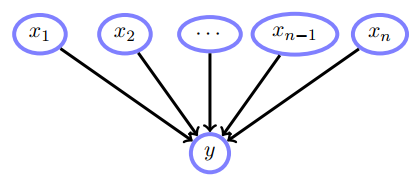 x₁ x₂ ⋯ xₙ₋₁ xₙ
y